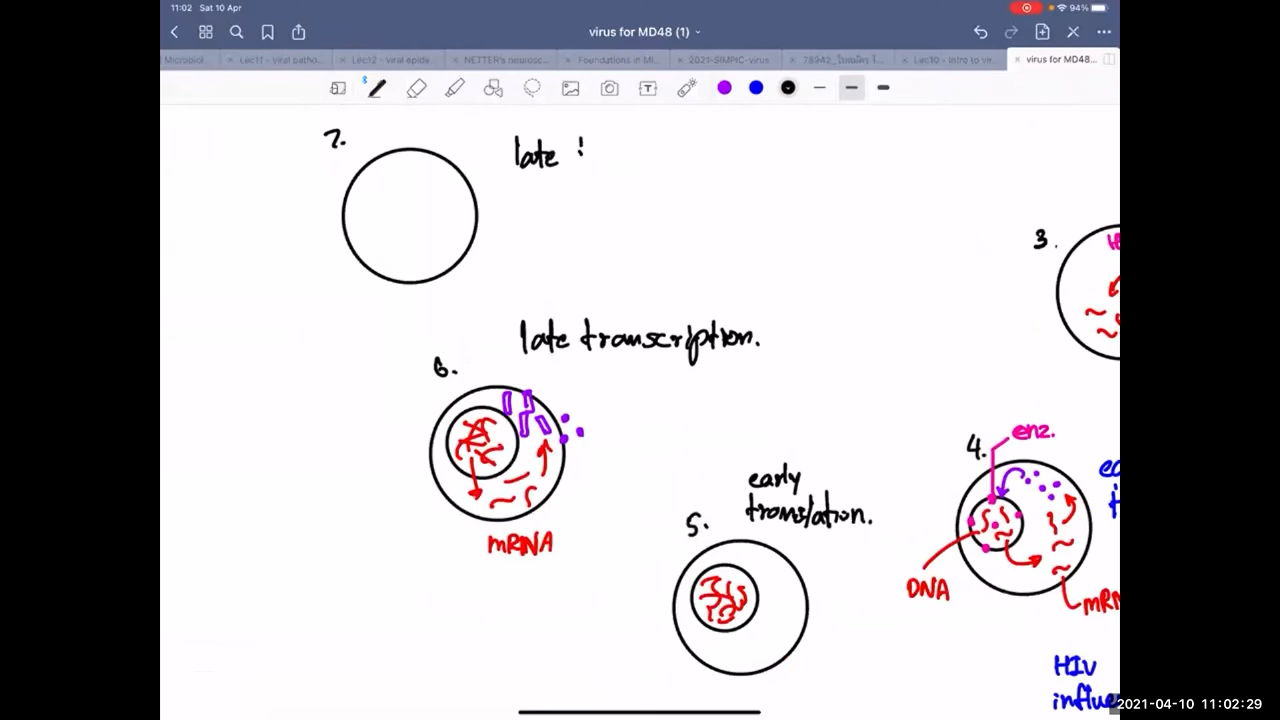 11:02 Sat 10 Apr
94%
virus for MD48 (1)
Microbiol
Lec11 - viral patho...
Lec12 - viral epide...
NETTER's neurosc...
Foundations in Mi...
2021-SIMPIC-virus
Lec10 - Intro to vir...
virus for MD48...
7.
late
3.
late transcription.
6.
enz.
4.
early
translation.
5.
mRNA
DNA
HIV
2021-04-10 11:02:29